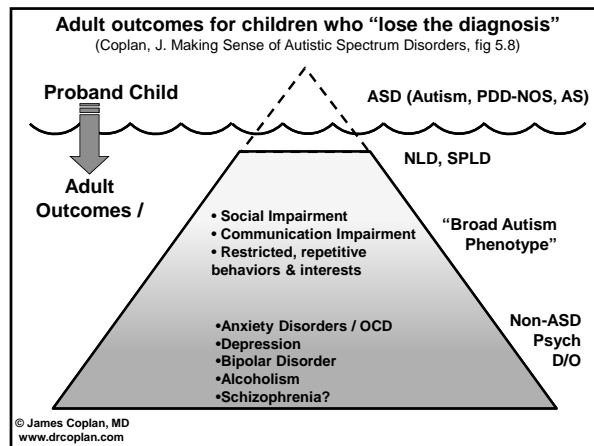 Adult outcomes for children who “lose the diagnosis”
(Coplan, J. Making Sense of Autistic Spectrum Disorders, fig 5.8)
Proband Child
ASD (Autism, PDD-NOS, AS)
NLD, SPLD
Adult
Outcomes /
• Social Impairment
• Communication Impairment
• Restricted, repetitive
behaviors & interests
“Broad Autism
Phenotype”
•Anxiety Disorders / OCD
•Depression
•Bipolar Disorder
•Alcoholism
•Schizophrenia?
Non-ASD
Psych
D/O
© James Coplan, MD
www.drcoplan.com